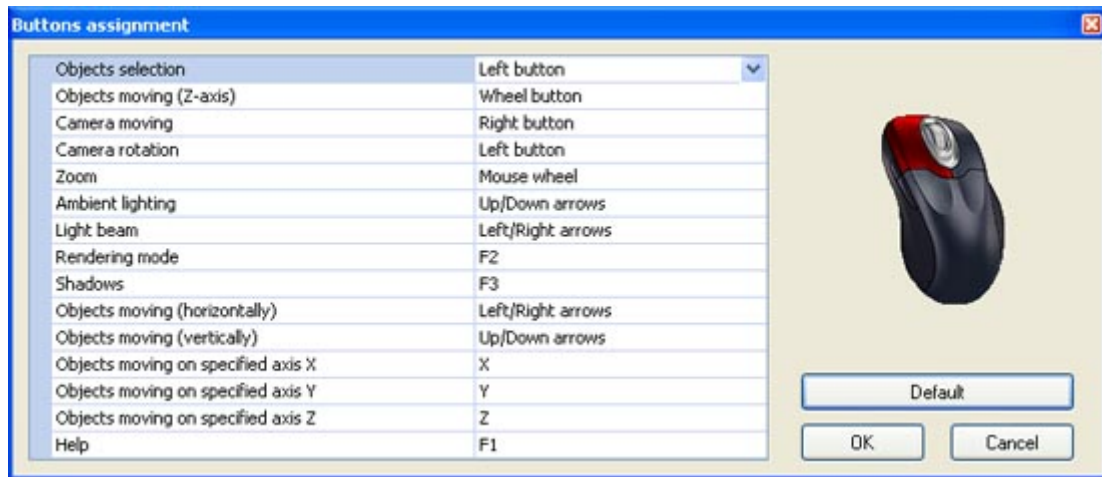 Buttons assignment
Objects selection Left button
Objects moving (Z-axis) Wheel button
Camera moving Right button
Camera rotation Left button
Zoom Mouse wheel
Ambient lighting Up/Down arrows
Light beam Left/Right arrows
Rendering mode F2
Shadows F3
Objects moving (horizontally) Left/Right arrows
Objects moving (vertically) Up/Down arrows
Objects moving on specified axis X X
Objects moving on specified axis Y Y
Objects moving on specified axis Z Z
Help F1
Default
OK Cancel